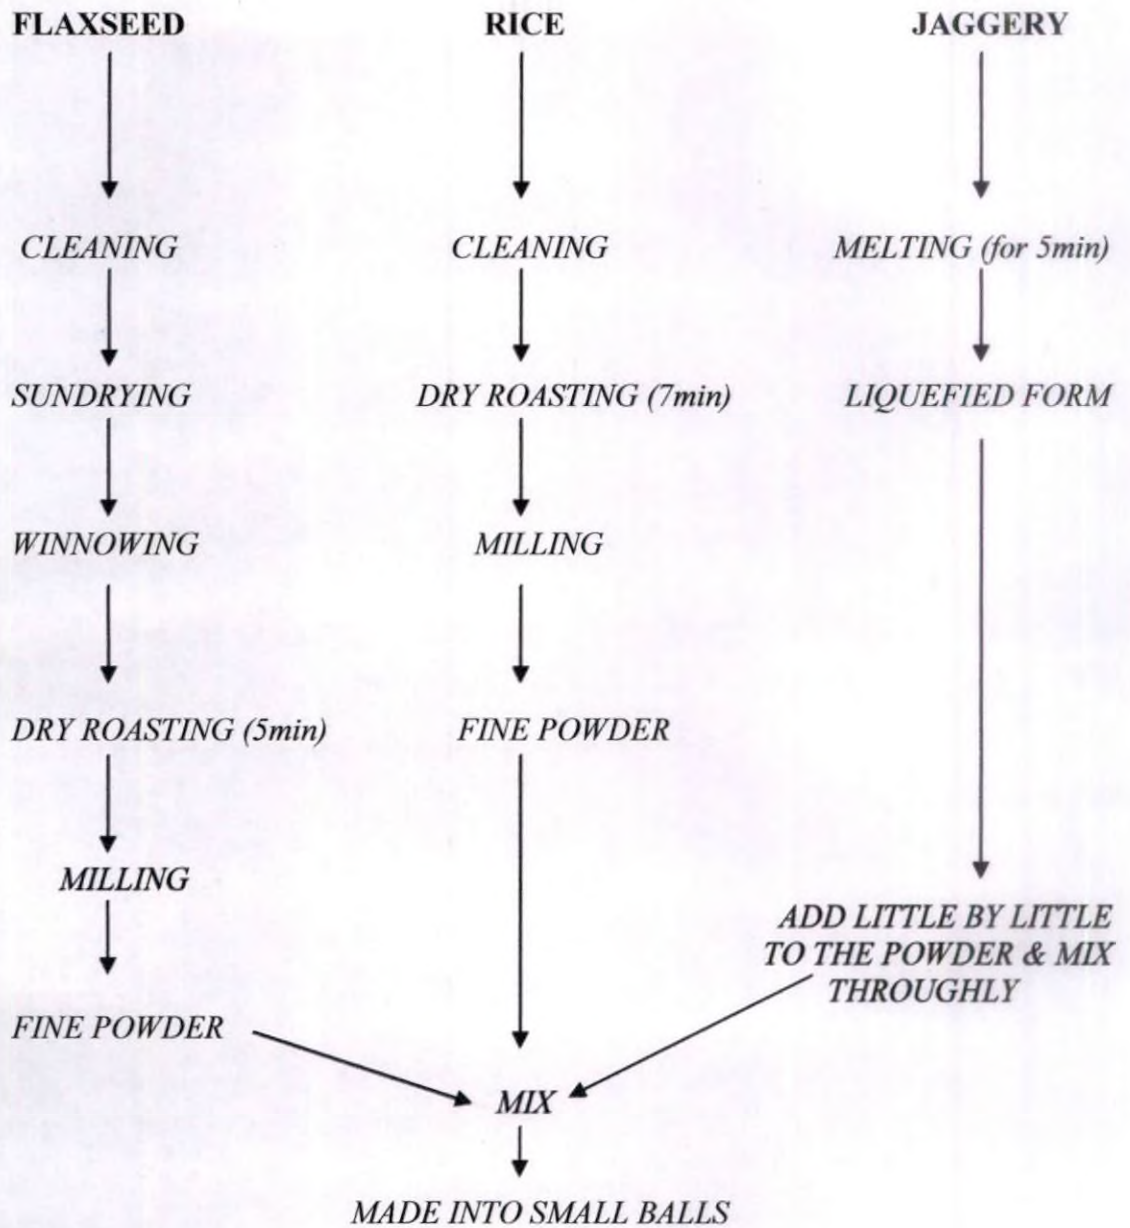 FLAXSEED
RICE
JAGGERY
CLEANING
CLEANING
MELTING (for 5min)
SUNDRYING
DRY ROASTING (7min)
LIQUEFIED FORM
WINNOWING
MILLING
DRY ROASTING (5min)
FINE POWDER
MILLING
ADD LITTLE BY LITTLE
TO THE POWDER & MIX
THROUGHLY
FINE POWDER
MIX
MADE INTO SMALL BALLS